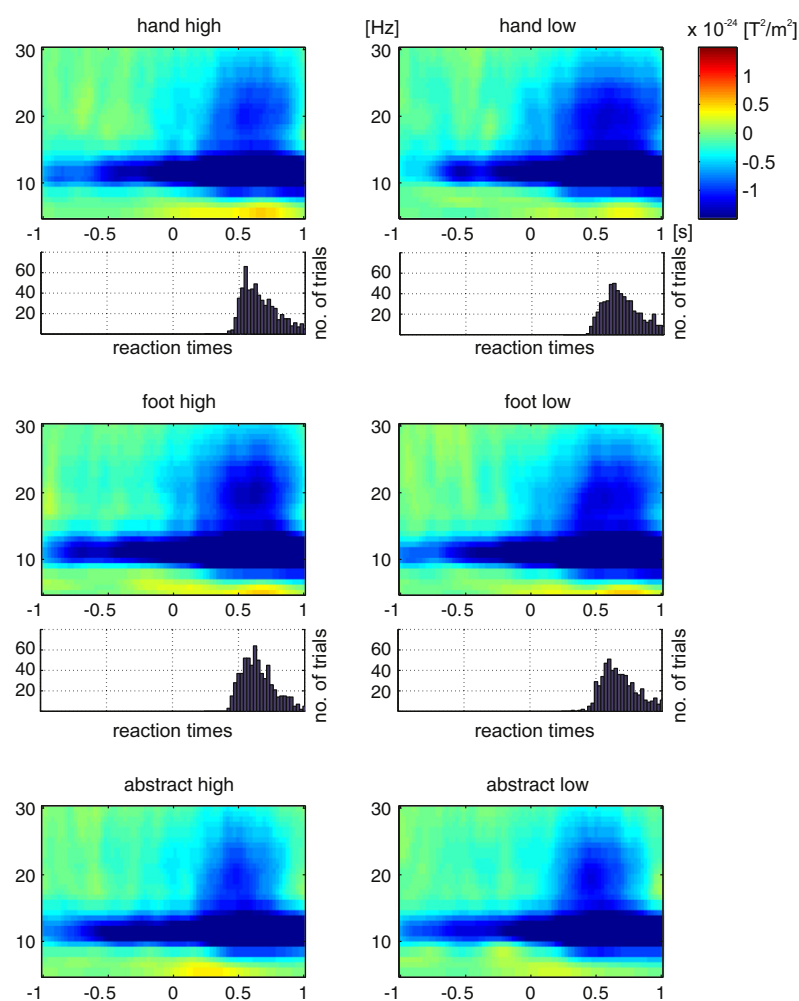 hand high [Hz] hand low x 10⁻²⁴ [T²/m²]
30 30
20 20
10 10
1
0.5
0
-0.5
-1
-1 -0.5 0 0.5 1 -1 -0.5 0 0.5 1 [s]
60
40
20
no. of trials
60
40
20
no. of trials
reaction times reaction times
foot high foot low
30 30
20 20
10 10
-1 -0.5 0 0.5 1 -1 -0.5 0 0.5 1
60
40
20
no. of trials
60
40
20
no. of trials
reaction times reaction times
abstract high abstract low
30 30
20 20
10 10
-1 -0.5 0 0.5 1 -1 -0.5 0 0.5 1